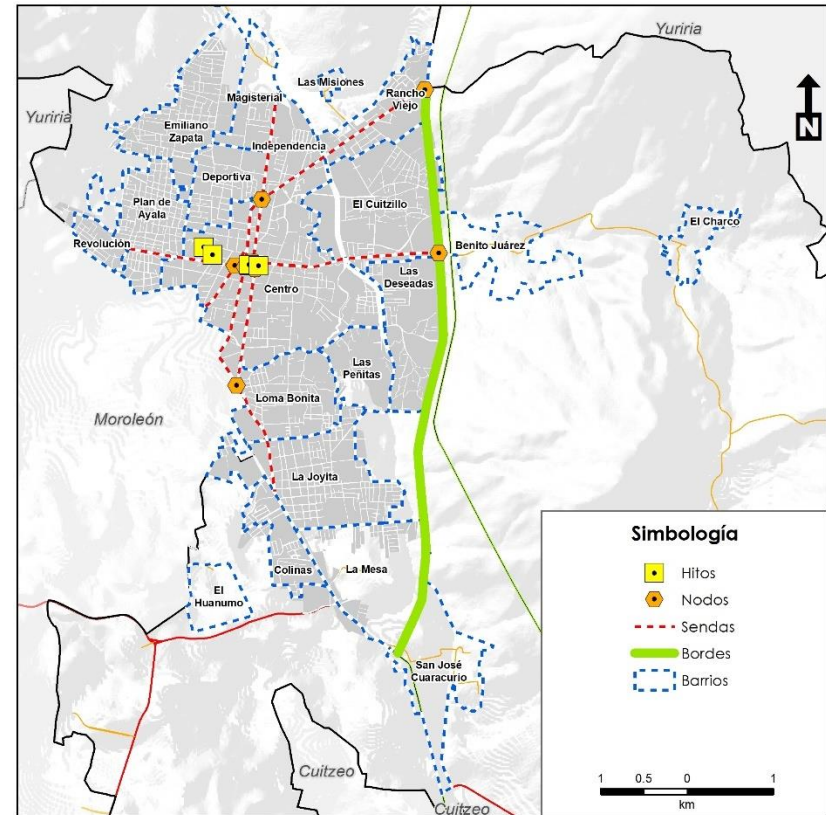 Yuriria
Yuriria
Las Misiones
Rancho
Viejo
Magisterial
N
Yuriria
Emiliano
Zapata
Independencia
Deportiva
Plan de
Ayala
El Cuitzillo
El Charco
Revolución
Benito Juárez
Las
Deseadas
Centro
Las
Peñitas
Loma Bonita
Moroleón
La Joyita
Colinas
La Mesa
El
Huanumo
San José
Cuaracurio
Cuitzeo
Cuitzeo
Simbología
Hitos
Nodos
Sendas
Bordes
Barrios
1 0.5 0 1
km